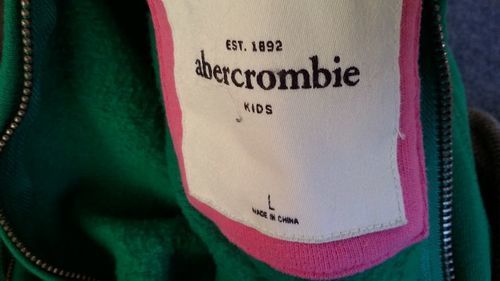 EST. 1892
abercrombie
KIDS
L
MADE IN CHINA